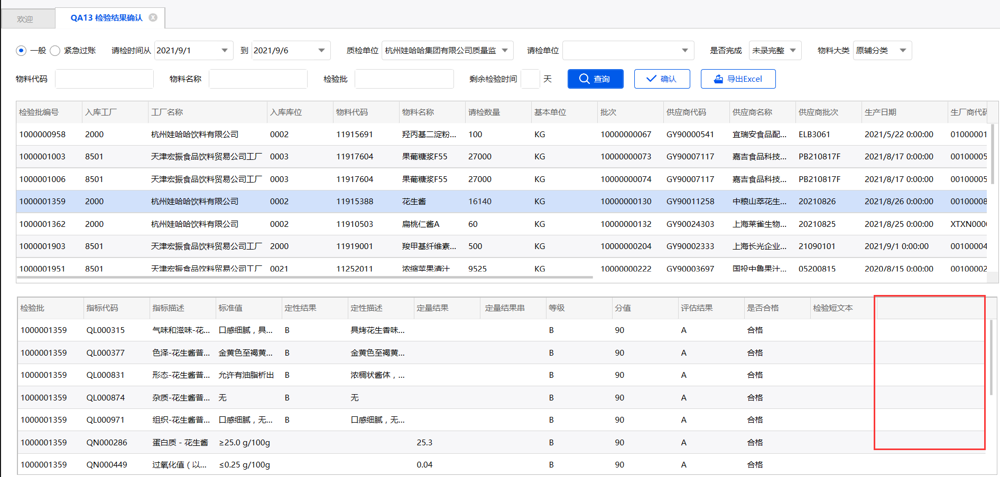 欢迎 QA13 检验结果确认
一般 紧急过账 请检时间从 2021/9/1 到 2021/9/6 质检单位 杭州娃哈哈集团有限公司质量监 请检单位 是否完成 未录完整 物料大类 原辅分类
物料代码 物料名称 检验批 剩余检验时间 天 查询 确认 导出Excel
检验批编号 入库工厂 工厂名称 入库库位 物料代码 物料名称 请检数量 基本单位 批次 供应商代码 供应商名称 供应商批次 生产日期 生厂商代码
1000000958 2000 杭州娃哈哈饮料有限公司 0002 11915691 羟丙基二淀粉... 100 KG 10000000067 GY90000541 宜瑞安食品配... ELB3061 2021/5/22 0:00:00 01000001
1000001003 8501 天津宏振食品饮料贸易公司工厂 0003 11917604 果葡糖浆F55 27000 KG 10000000073 GY90007117 嘉吉食品科技... PB210817F 2021/8/17 0:00:00 00100005
1000001006 8501 天津宏振食品饮料贸易公司工厂 0003 11917604 果葡糖浆F55 27000 KG 10000000074 GY90007117 嘉吉食品科技... PB210817F 2021/8/17 0:00:00 00100005
1000001359 2000 杭州娃哈哈饮料有限公司 0002 11915388 花生酱 16140 KG 10000000130 GY90011258 中粮山萃花生... 20210826 2021/8/26 0:00:00 00100008
1000001362 2000 杭州娃哈哈饮料有限公司 0002 11910503 扁桃仁酱A 60 KG 10000000132 GY90024303 上海莱雀生物... 20210825 2021/8/25 0:00:00 XTXN000
1000001903 8501 天津宏振食品饮料贸易公司工厂 2000 11919001 羧甲基纤维素... 500 KG 10000000204 GY90002333 上海长光企业... 21090101 2021/9/1 0:00:00 00100004
1000001951 8501 天津宏振食品饮料贸易公司工厂 0021 11252011 浓缩苹果清汁 9525 KG 10000000222 GY90003697 国投中鲁果汁... 05200815 2020/8/15 0:00:00 00100002
检验批 指标代码 指标描述 标准值 定性结果 定性描述 定量结果 定量结果串 等级 分值 评估结果 是否合格 检验短文本
1000001359 QL000315 气味和滋味-花... 口感细腻，具... B 具烤花生香味... B 90 A 合格
1000001359 QL000377 色泽-花生酱普... 金黄色至褐黄... B 金黄色至褐黄... B 90 A 合格
1000001359 QL000831 形态-花生酱普... 允许有油脂析出 B 浓稠状酱体，... B 90 A 合格
1000001359 QL000874 杂质-花生酱普... 无 B 无 B 90 A 合格
1000001359 QL000971 组织-花生酱普... 口感细腻，无... B 口感细腻，无... B 90 A 合格
1000001359 QN000286 蛋白质 - 花生酱 ≥25.0 g/100g 25.3 B 90 A 合格
1000001359 QN000449 过氧化值（以... ≤0.25 g/100g 0.04 B 90 A 合格